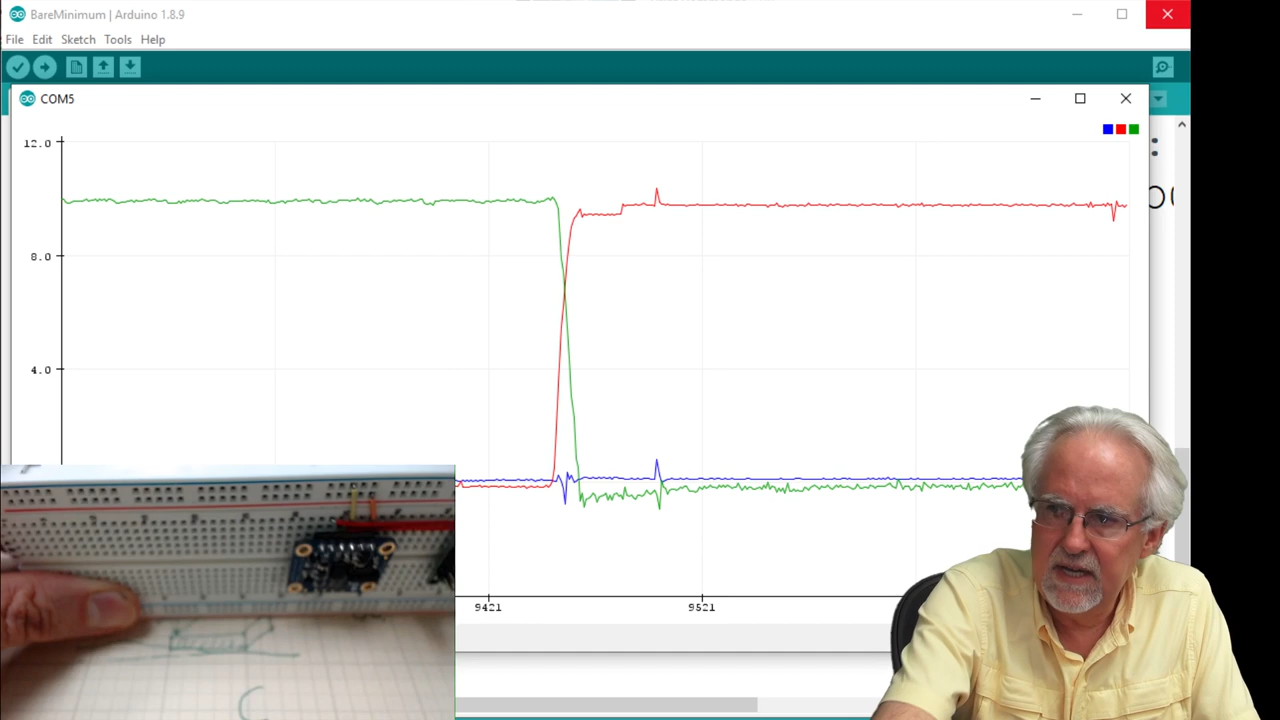 BareMinimum | Arduino 1.8.9
File Edit Sketch Tools Help
COM5
12.0
8.0
4.0
9421 9521